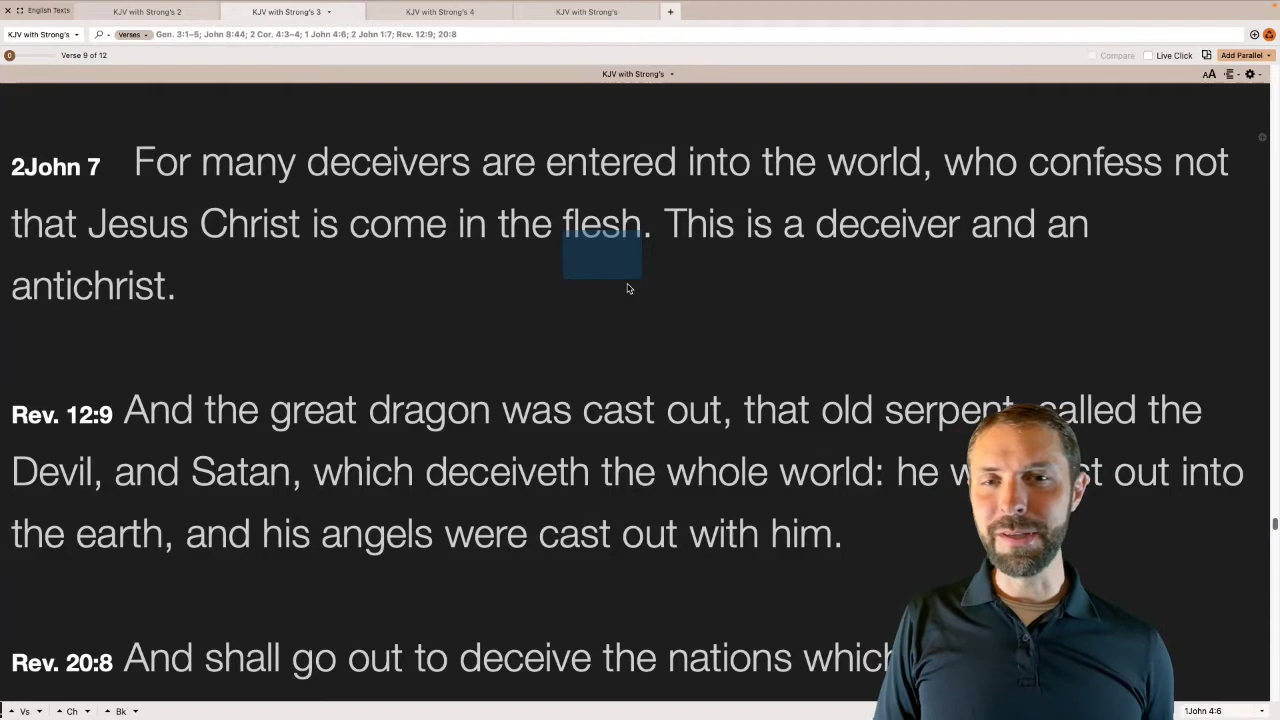 English Texts KJV with Strong's 2 KJV with Strong's 3 KJV with Strong's 4 KJV with Strong's +
KJV with Strong's Verses Gen. 3:1–5; John 8:44; 2 Cor. 4:3–4; 1 John 4:6; 2 John 1:7; Rev. 12:9; 20:8
0 Verse 9 of 12 Compare Live Click Add Parallel
KJV with Strong's AA
2John 7 For many deceivers are entered into the world, who confess not
that Jesus Christ is come in the flesh. This is a deceiver and an
antichrist.
Rev. 12:9 And the great dragon was cast out, that old serpent, called the
Devil, and Satan, which deceiveth the whole world: he out into
the earth, and his angels were cast out with him.
Rev. 20:8 And shall go out to deceive the nations which
Vs Ch Bk 1John 4:6